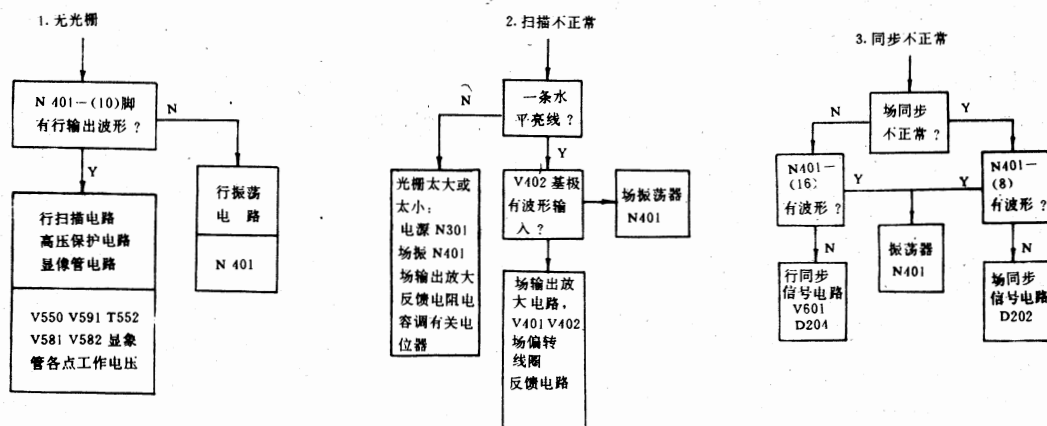 1. 无光栅
N 401－(10)脚
有行输出波形？
N
Y
行扫描电路
高压保护电路
显像管电路
V550 V591 T552
V581 V582 显象
管各点工作电压
行振荡
电 路
N 401
2. 扫描不正常
一条水
平亮线？
N
Y
光栅太大或
太小：
电源 N301
场振 N401
场输出放大
反馈电阻电
容调有关电
位器
V402 基极
有波形输
入？
场振荡器
N401
场输出放
大电路，
V401 V402
场偏转
线圈
反馈电路
3. 同步不正常
场同步
不正常？
N
Y
N401－
(16)
有波形？
Y
Y
N401－
(8)
有波形？
振荡器
N401
N
N
行同步
信号电路
V601
D204
场同步
信号电路
D202